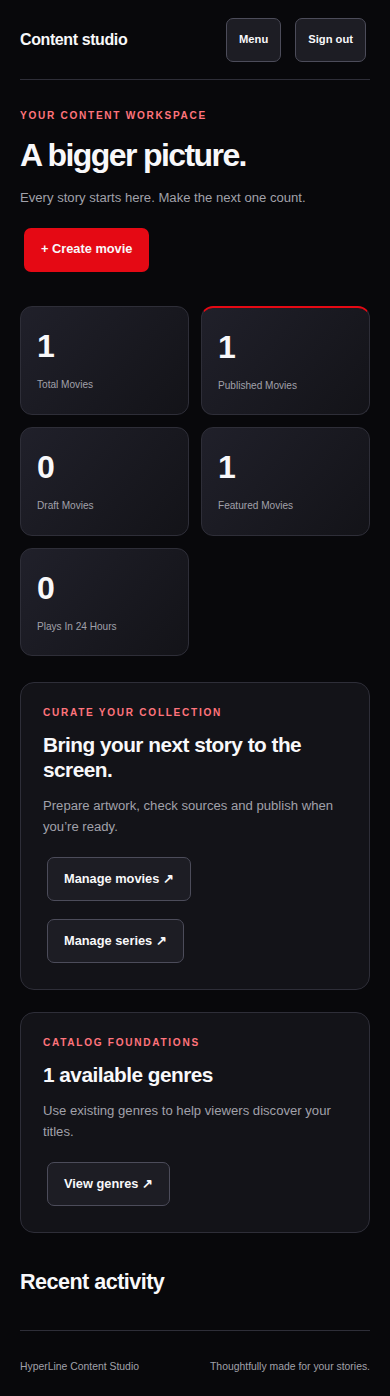 Content studio
Menu
Sign out
YOUR CONTENT WORKSPACE
A bigger picture.
Every story starts here. Make the next one count.
+ Create movie
1
Total Movies
1
Published Movies
0
Draft Movies
1
Featured Movies
0
Plays In 24 Hours
CURATE YOUR COLLECTION
Bring your next story to the
screen.
Prepare artwork, check sources and publish when
you’re ready.
Manage movies ↗
Manage series ↗
CATALOG FOUNDATIONS
1 available genres
Use existing genres to help viewers discover your
titles.
View genres ↗
Recent activity
HyperLine Content Studio
Thoughtfully made for your stories.